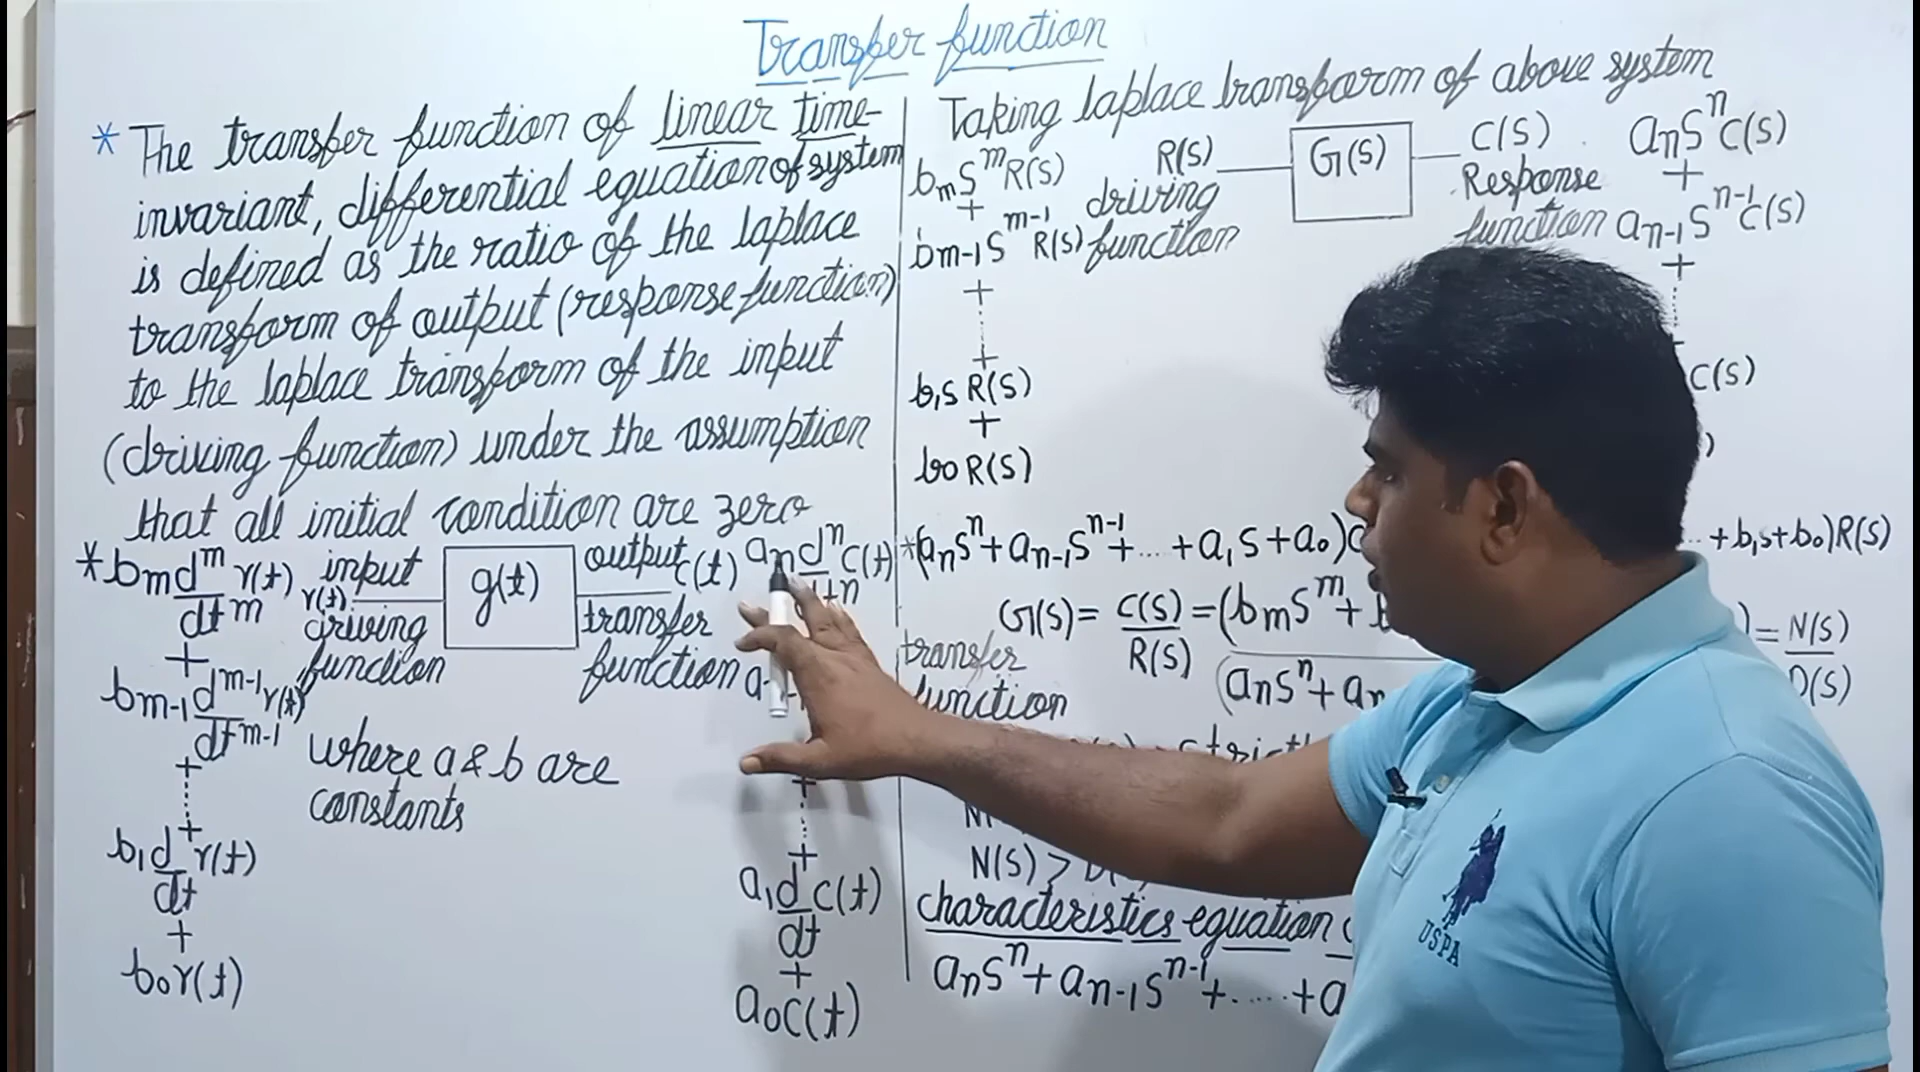 Transfer function
* The transfer function of linear time-
invariant, differential equation of system
is defined as the ratio of the laplace
transform of output (response function)
to the laplace transform of the input
(driving function) under the assumption
that all initial condition are zero
* bm d^m r(t)
dt^m
+
bm-1 d^m-1 r(t)
dt^m-1
+
+
b1 d r(t)
dt
+
b0 r(t)
input
r(t)
driving
function
g(t)
output
c(t)
transfer
function
where a & b are
constants
an d^n c(t)
+
+
a1 d c(t)
dt
+
a0 c(t)
Taking laplace transform of above system
bm S^m R(S)
+
bm-1 S^m-1 R(S)
+
+
b1 s R(S)
+
b0 R(S)
R(S)
driving
function
G(S)
C(S)
Response
function
an S^n C(S)
+
an-1 S^n-1 C(S)
+
C(S)
* (an s^n + an-1 s^n-1 + .... + a1 s + a0)
+ b1 s + b0) R(S)
G(S) = C(S) / R(S) = (bm S^m +
(an s^n + an
) = N(S) / D(S)
transfer
function
N(S) >
characteristics equation
an s^n + an-1 s^n-1 + ..... + a
USPA